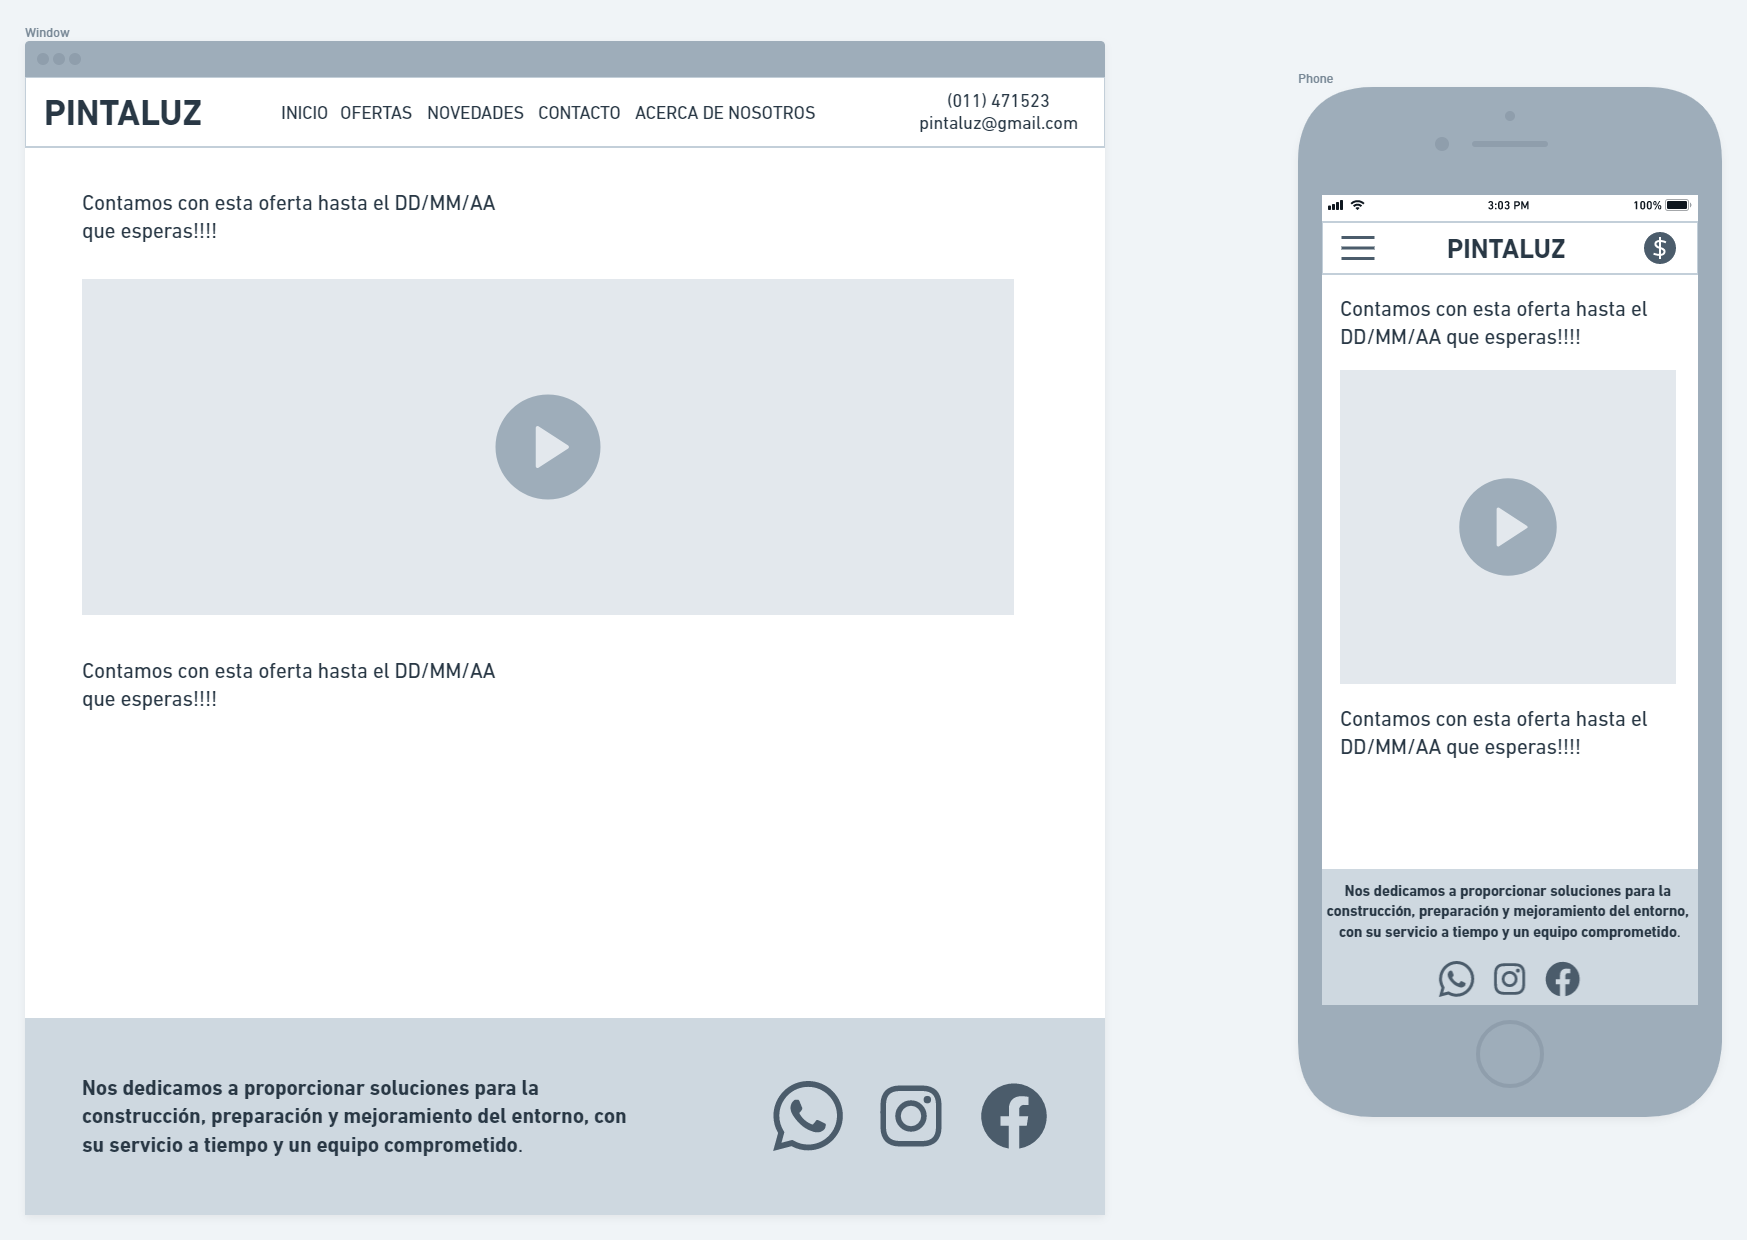 Window
PINTALUZ
INICIO OFERTAS NOVEDADES CONTACTO ACERCA DE NOSOTROS
(011) 471523
pintaluz@gmail.com
Contamos con esta oferta hasta el DD/MM/AA
que esperas!!!!
Contamos con esta oferta hasta el DD/MM/AA
que esperas!!!!
Nos dedicamos a proporcionar soluciones para la
construcción, preparación y mejoramiento del entorno, con
su servicio a tiempo y un equipo comprometido.
Phone
3:03 PM 100%
PINTALUZ $
Contamos con esta oferta hasta el
DD/MM/AA que esperas!!!!
Contamos con esta oferta hasta el
DD/MM/AA que esperas!!!!
Nos dedicamos a proporcionar soluciones para la
construcción, preparación y mejoramiento del entorno,
con su servicio a tiempo y un equipo comprometido.